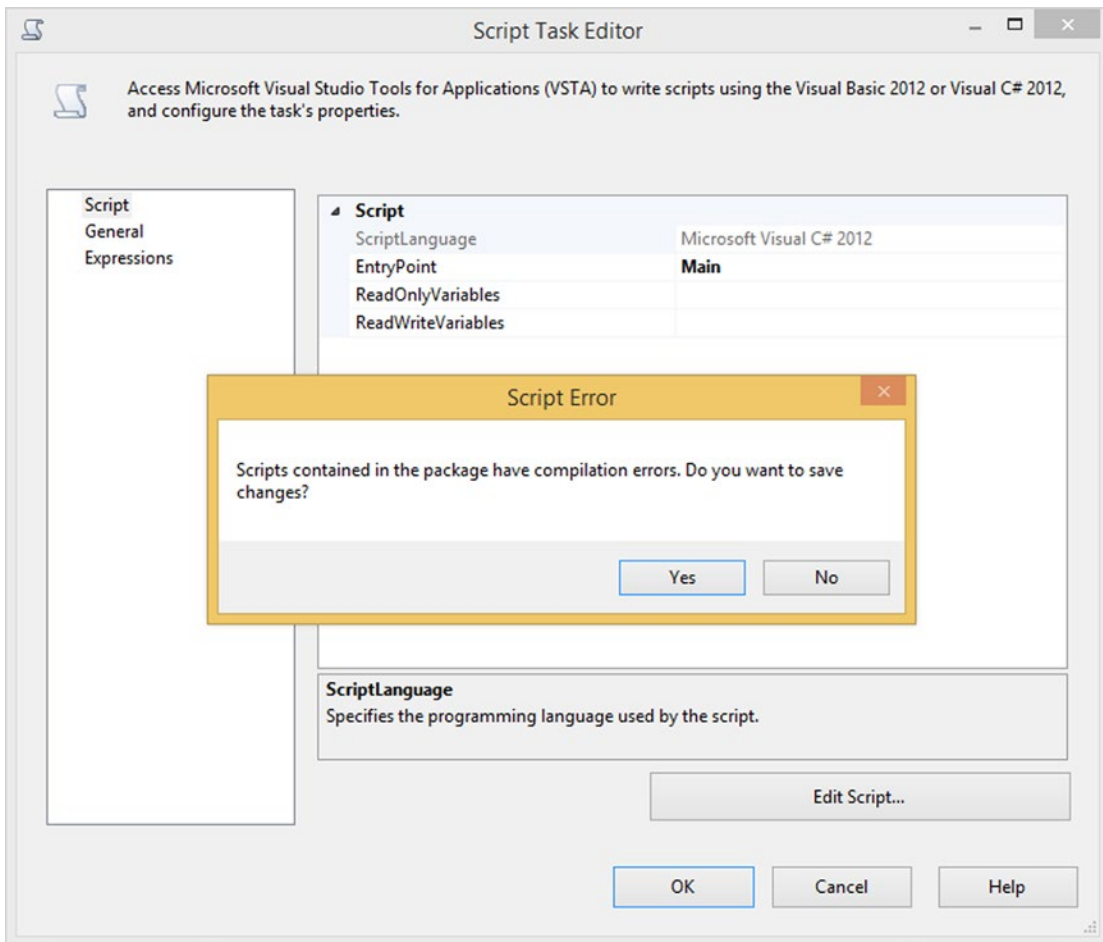 Script Task Editor
Access Microsoft Visual Studio Tools for Applications (VSTA) to write scripts using the Visual Basic 2012 or Visual C# 2012,
and configure the task's properties.
Script
General
Expressions
Script
ScriptLanguage Microsoft Visual C# 2012
EntryPoint Main
ReadOnlyVariables
ReadWriteVariables
Script Error
Scripts contained in the package have compilation errors. Do you want to save
changes?
Yes No
ScriptLanguage
Specifies the programming language used by the script.
Edit Script...
OK Cancel Help